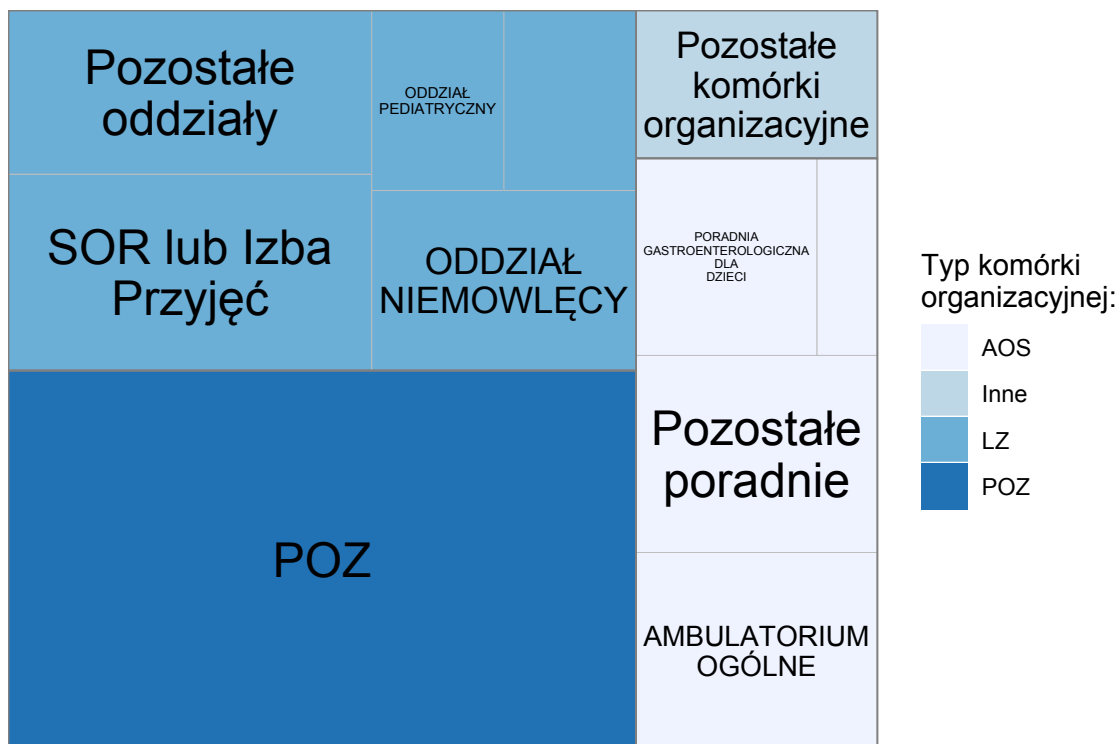 Pozostałe
oddziały
ODDZIAŁ
PEDIATRYCZNY
Pozostałe
komórki
organizacyjne
SOR lub Izba
Przyjęć
ODDZIAŁ
NIEMOWLĘCY
PORADNIA
GASTROENTEROLOGICZNA
DLA
DZIECI
Pozostałe
poradnie
POZ
AMBULATORIUM
OGÓLNE
Typ komórki
organizacyjnej:
AOS
Inne
LZ
POZ